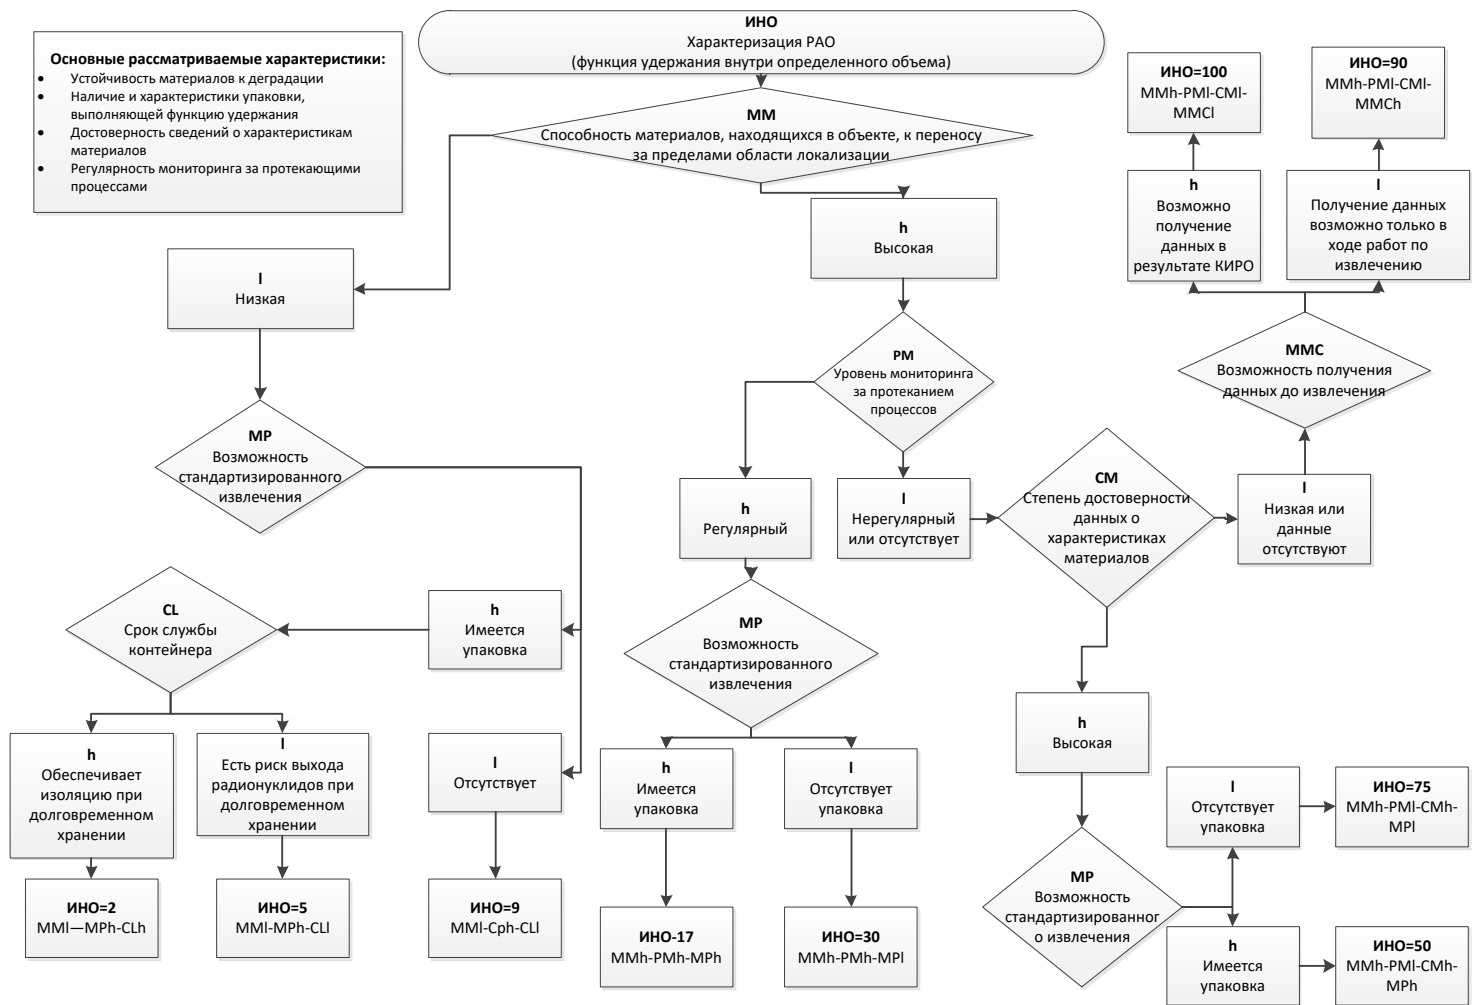 ИНО
Характеризация РАО
(функция удержания внутри определенного объема)
Основные рассматриваемые характеристики:
Устойчивость материалов к деградации
Наличие и характеристики упаковки,
выполняющей функцию удержания
Достоверность сведений о характеристикам
материалов
Регулярность мониторинга за протекающими
процессами
ММ
Способность материалов, находящихся в объекте, к переносу
за пределами области локализации
ИНО=100
MMh-PMl-CMl-
MMCl
ИНО=90
MMh-PMl-CMl-
MMCh
h
Возможно
получение
данных в
результате КИРО
l
Получение данных
возможно только в
ходе работ по
извлечению
h
Высокая
l
Низкая
PM
Уровень мониторинга
за протеканием
процессов
ММС
Возможность получения
данных до извлечения
МР
Возможность
стандартизированного
извлечения
h
Регулярный
l
Нерегулярный
или отсутствует
СМ
Степень достоверности
данных о
характеристиках
материалов
l
Низкая или
данные
отсутствуют
CL
Срок службы
контейнера
h
Имеется
упаковка
МР
Возможность
стандартизированного
извлечения
h
Обеспечивает
изоляцию при
долговременном
хранении
l
Есть риск выхода
радионуклидов при
долговременном
хранении
l
Отсутствует
h
Имеется
упаковка
l
Отсутствует
упаковка
h
Высокая
l
Отсутствует
упаковка
ИНО=75
MMh-PMl-CMh-
MPl
МР
Возможность
стандартизированног
о извлечения
h
Имеется
упаковка
ИНО=50
MMh-PMl-CMh-
MPh
ИНО=2
MMl—MPh-CLh
ИНО=5
MMl-MPh-CLl
ИНО=9
MMl-Cph-CLl
ИНО-17
MMh-PMh-MPh
ИНО=30
MMh-PMh-MPl